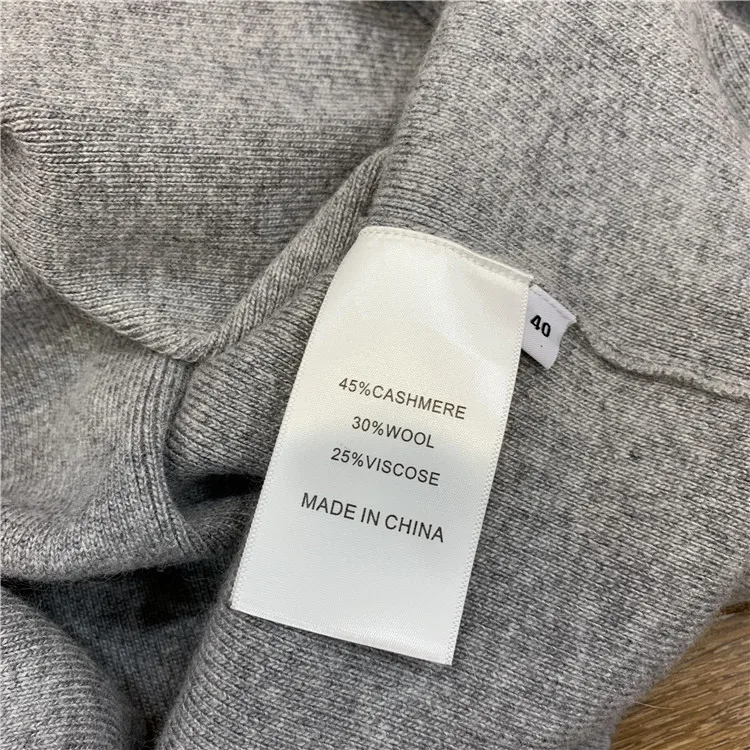 40
45%CASHMERE
30%WOOL
25%VISCOSE
MADE IN CHINA